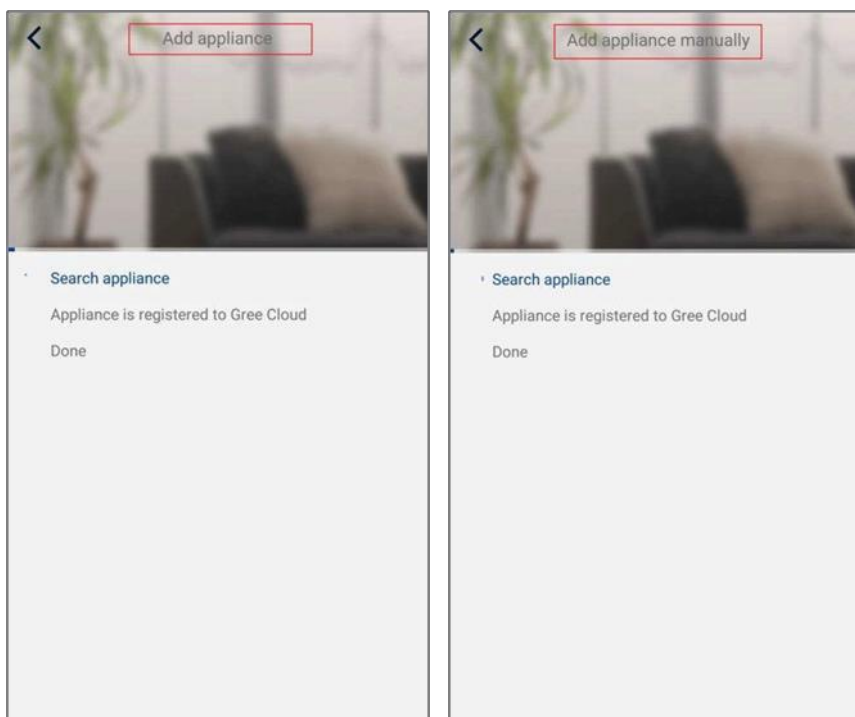 Add appliance
Search appliance
Appliance is registered to Gree Cloud
Done
Add appliance manually
Search appliance
Appliance is registered to Gree Cloud
Done